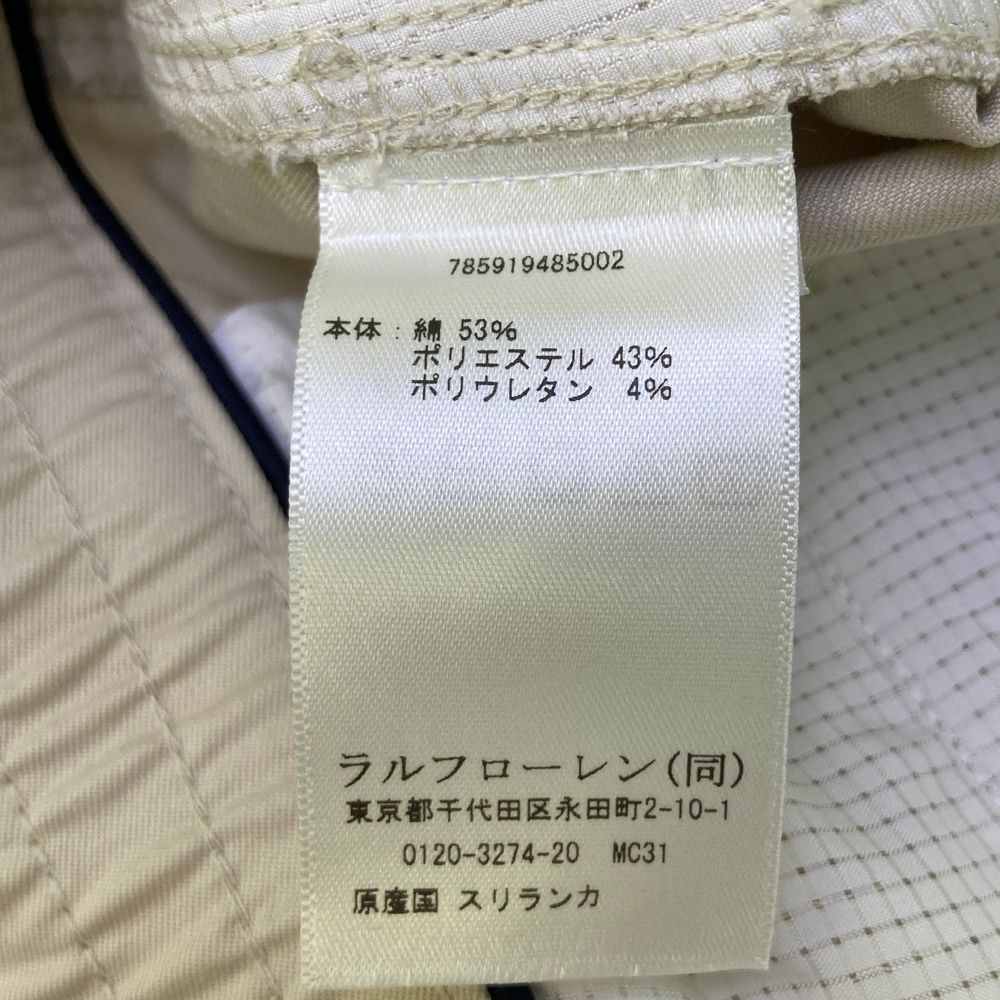 785919485002
本体：綿 53%
ポリエステル 43%
ポリウレタン 4%
ラルフローレン(同)
東京都千代田区永田町2-10-1
0120-3274-20 MC31
原産国 スリランカ